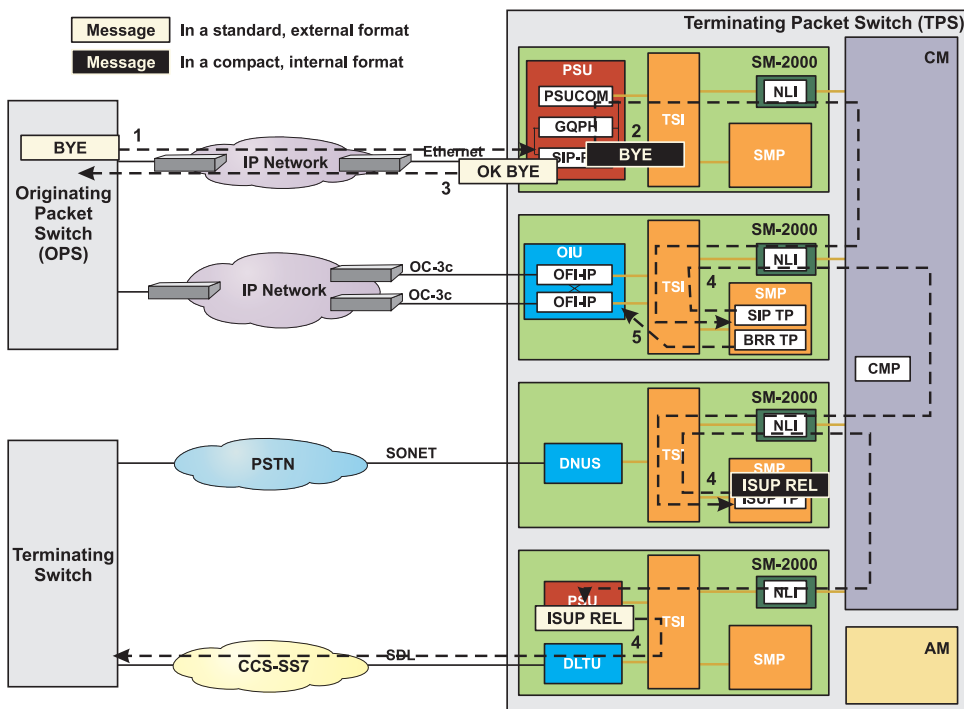 Message In a standard, external format
Message In a compact, internal format
Terminating Packet Switch (TPS)
CM
SM-2000
PSU
PSUCOM
GQPH
NLI
TSI
SMP
BYE
1
2
BYE
IP Network
Ethernet
OK BYE
3
Originating
Packet
Switch
(OPS)
SM-2000
OIU
OFI-IP
OFI-IP
OC-3c
OC-3c
IP Network
TSI
NLI
4
SMP
SIP TP
BRR TP
5
CMP
SM-2000
NLI
TSI
SMP
4
ISUP REL
ISUP TP
DNUS
SONET
PSTN
Terminating
Switch
SM-2000
PSU
ISUP REL
NLI
TSI
4
SMP
DLTU
SDL
CCS-SS7
AM